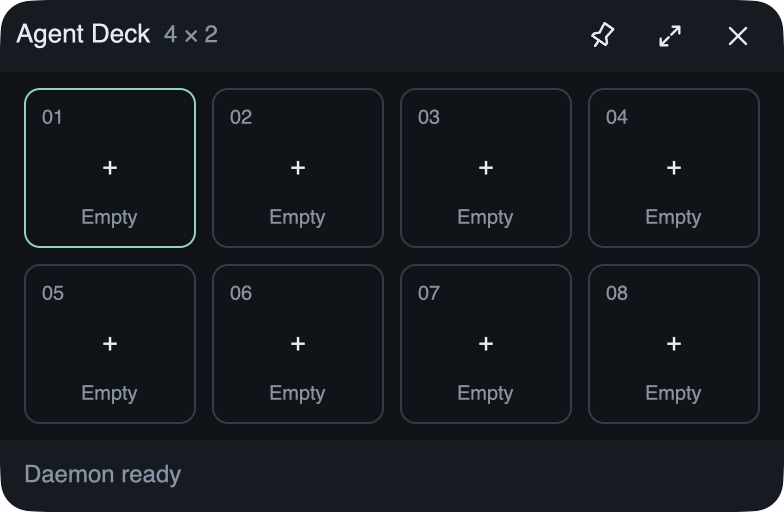 Agent Deck 4 × 2
01 02 03 04
+ + + +
Empty Empty Empty Empty
05 06 07 08
+ + + +
Empty Empty Empty Empty
Daemon ready